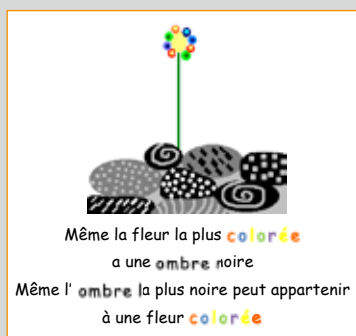 Même la fleur la plus colorée
a une ombre noire
Même l' ombre la plus noire peut appartenir
à une fleur colorée